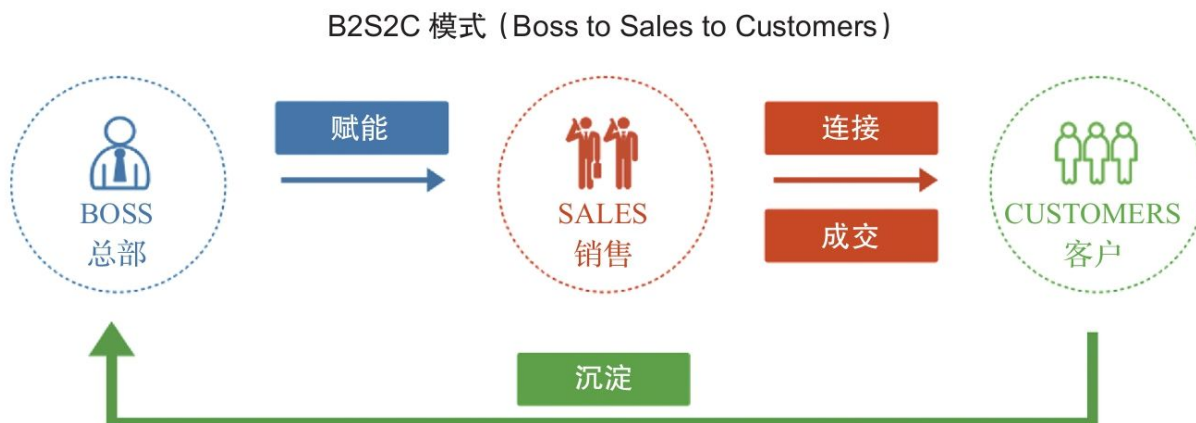 B2S2C 模式（Boss to Sales to Customers）
赋能
连接
BOSS
总部
SALES
销售
成交
CUSTOMERS
客户
沉淀